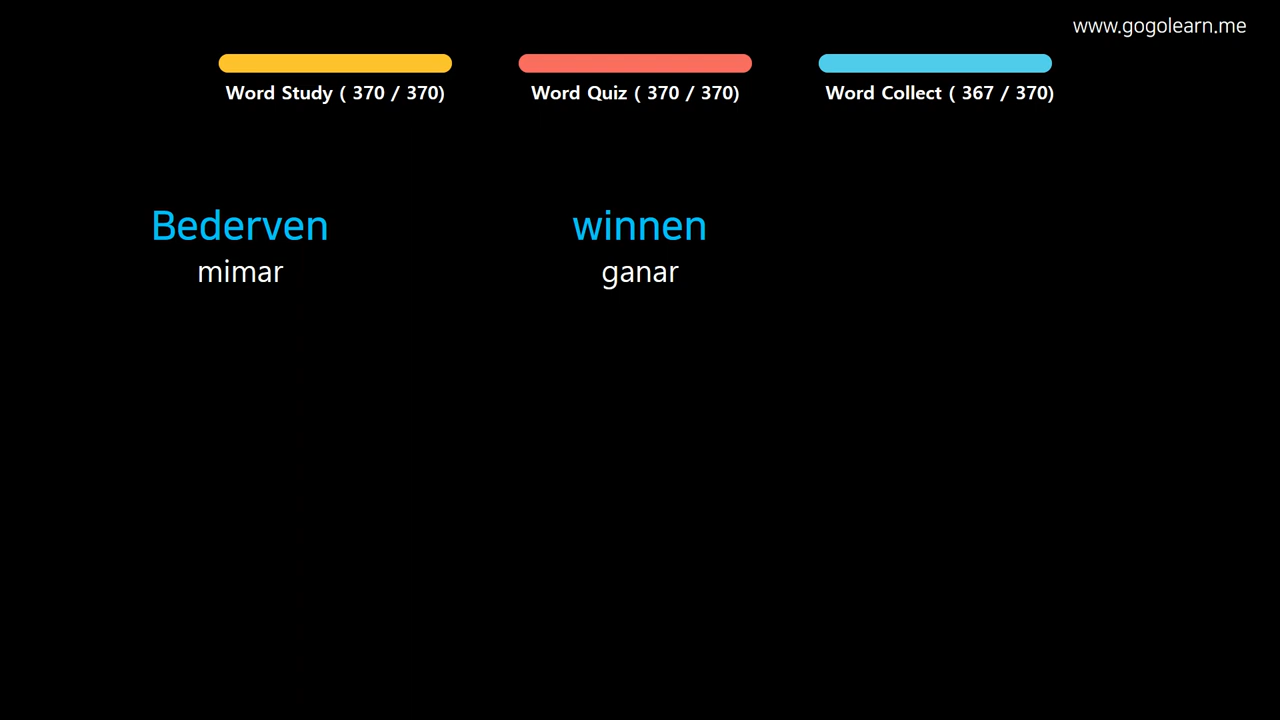 www.gogolearn.me
Word Study ( 370 / 370)
Word Quiz ( 370 / 370)
Word Collect ( 367 / 370)
Bederven
winnen
mimar
ganar